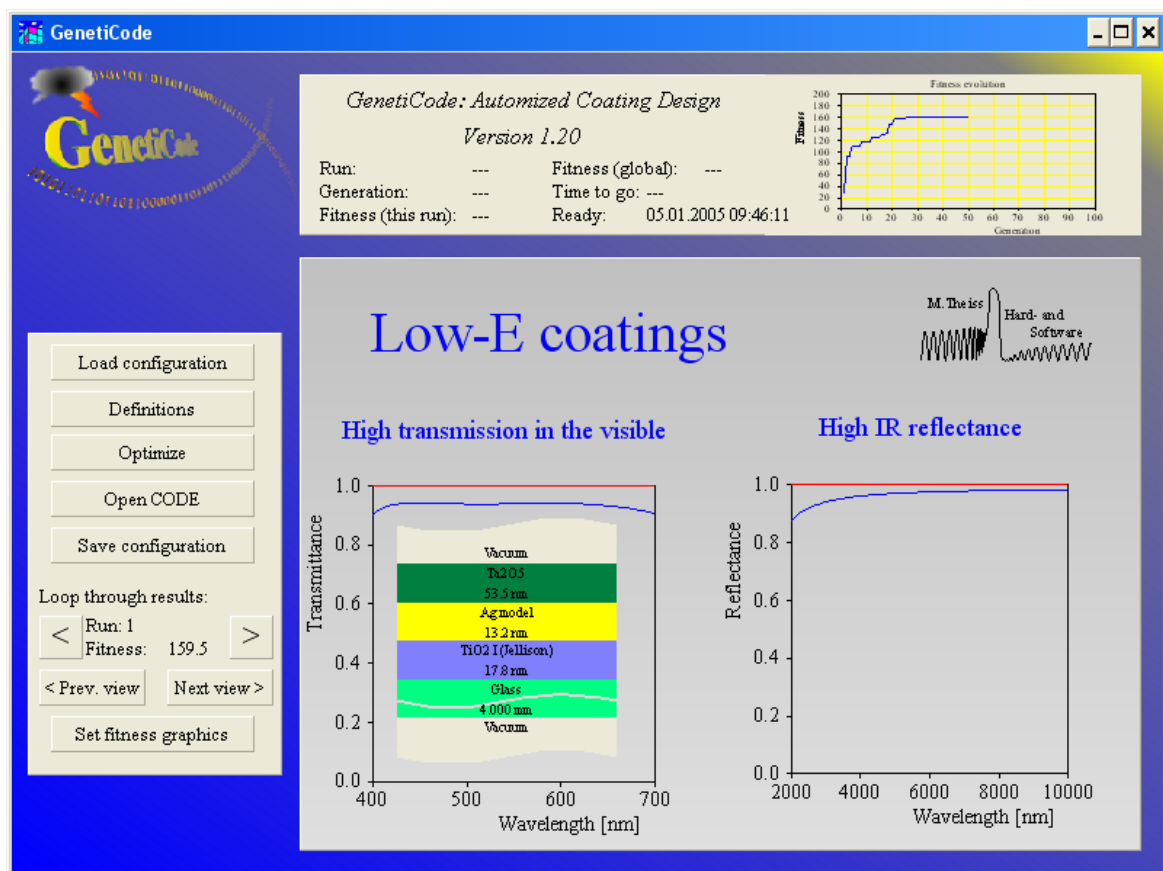 GenetiCode
GenetiCode
GenetiCode: Automized Coating Design
Version 1.20
Run: --- Fitness (global): ---
Generation: --- Time to go: ---
Fitness (this run): --- Ready: 05.01.2005 09:46:11
Fitness evolution
Fitness
200
180
160
140
120
100
80
60
40
20
0
0 10 20 30 40 50 60 70 80 90 100
Generation
Load configuration
Definitions
Optimize
Open CODE
Save configuration
Loop through results:
< Run: 1 >
Fitness: 159.5
< Prev. view Next view >
Set fitness graphics
Low-E coatings
M. Theiss
Hard- and
Software
High transmission in the visible
Transmittance
1.0
0.8
0.6
0.4
0.2
0.0
400 500 600 700
Wavelength [nm]
Vacuum
Ta2O5
53.5 nm
Ag model
13.2 nm
TiO2 I (Jellison)
17.8 nm
Glass
4.000 mm
Vacuum
High IR reflectance
Reflectance
1.0
0.8
0.6
0.4
0.2
0.0
2000 4000 6000 8000 10000
Wavelength [nm]